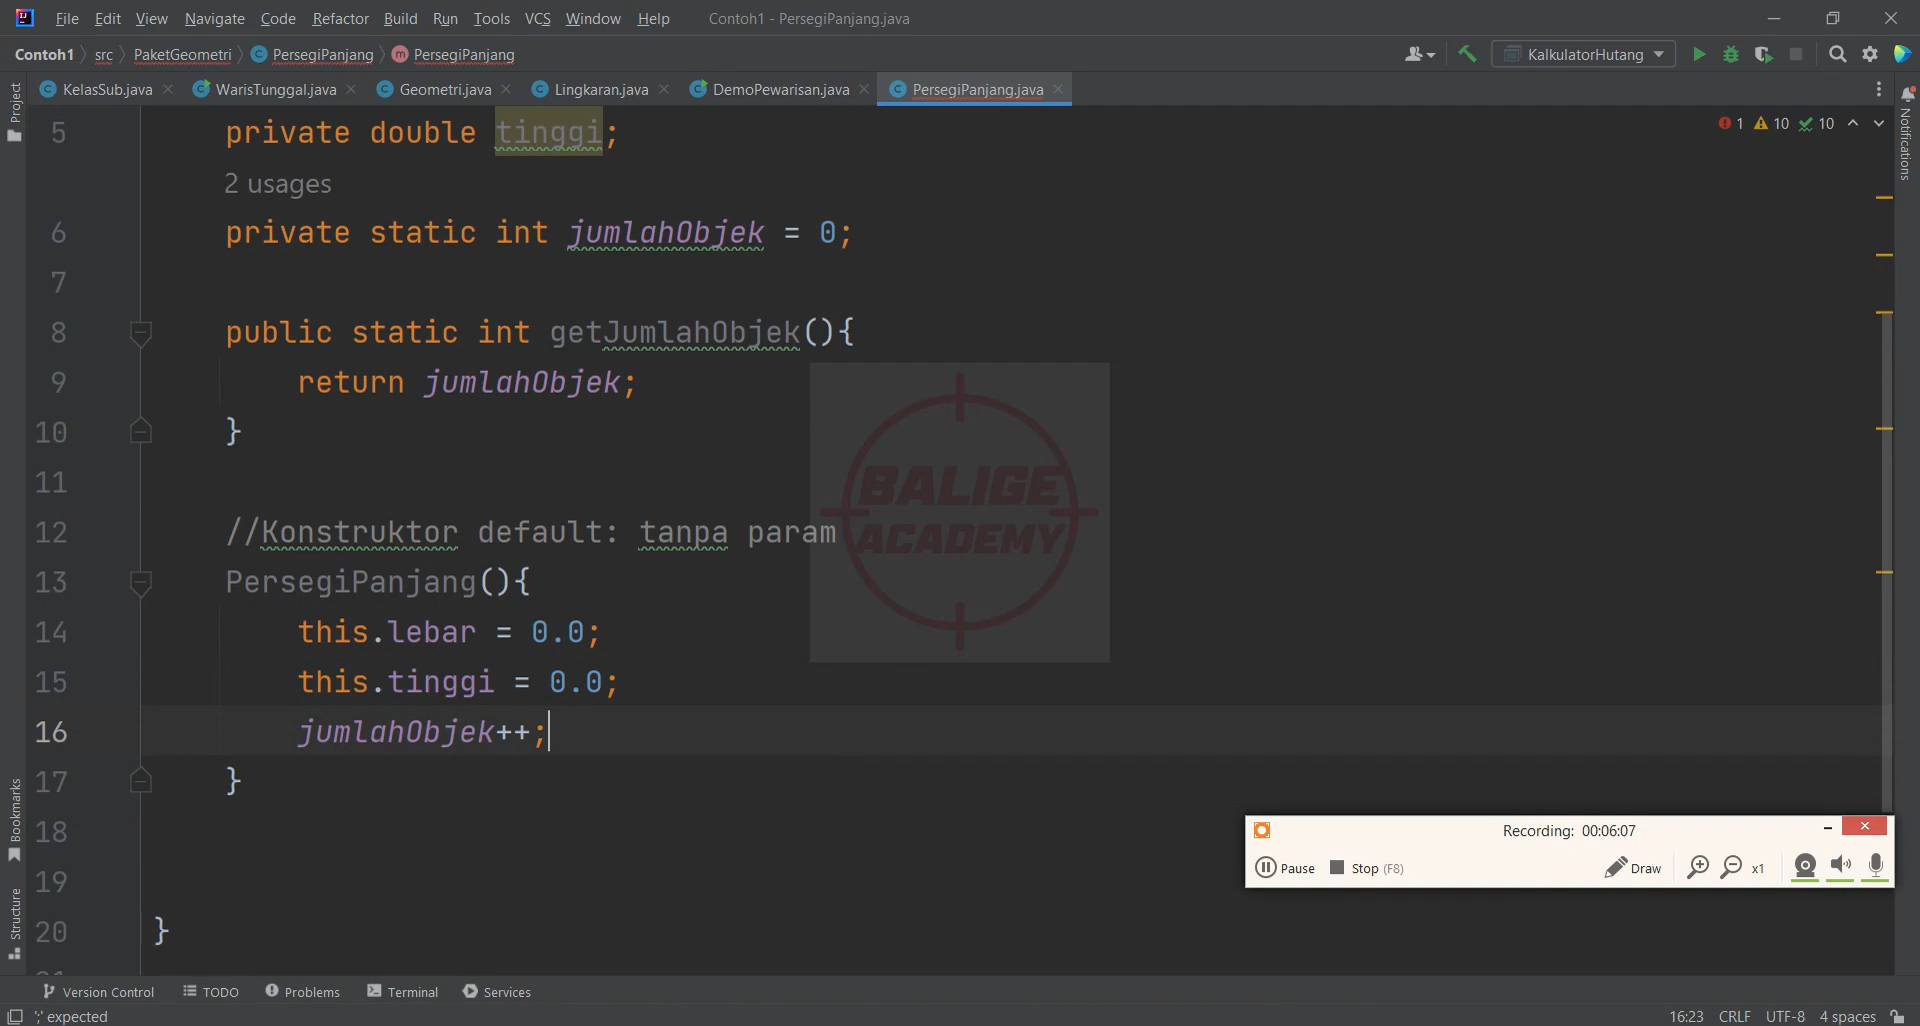 File Edit View Navigate Code Refactor Build Run Tools VCS Window Help Contoh1 - PersegiPanjang.java
Contoh1 src PaketGeometri PersegiPanjang PersegiPanjang KalkulatorHutang
KelasSub.java WarisTunggal.java Geometri.java Lingkaran.java DemoPewarisan.java PersegiPanjang.java
Project
Notifications
1 10 10
5 private double tinggi;
2 usages
6 private static int jumlahObjek = 0;
7
8 public static int getJumlahObjek(){
9 return jumlahObjek;
10 }
11
12 //Konstruktor default: tanpa param
13 PersegiPanjang(){
14 this.lebar = 0.0;
15 this.tinggi = 0.0;
16 jumlahObjek++;
17 }
18
19
20 }
BALIGE
ACADEMY
Recording: 00:06:07
Pause Stop (F8) Draw x1
Bookmarks
Structure
Version Control TODO Problems Terminal Services
';' expected 16:23 CRLF UTF-8 4 spaces